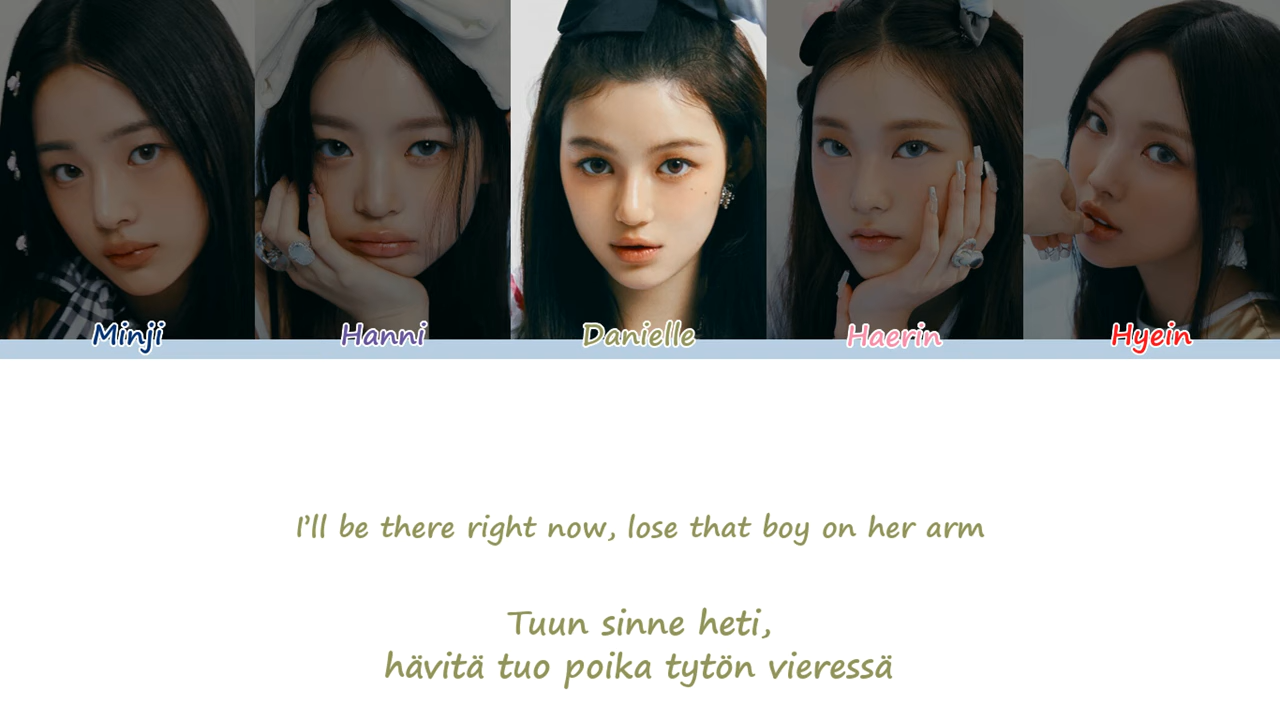 Minji
Hanni
Danielle
Haerin
Hyein
I'll be there right now, lose that boy on her arm
Tuun sinne heti,
hävitä tuo poika tytön vieressä